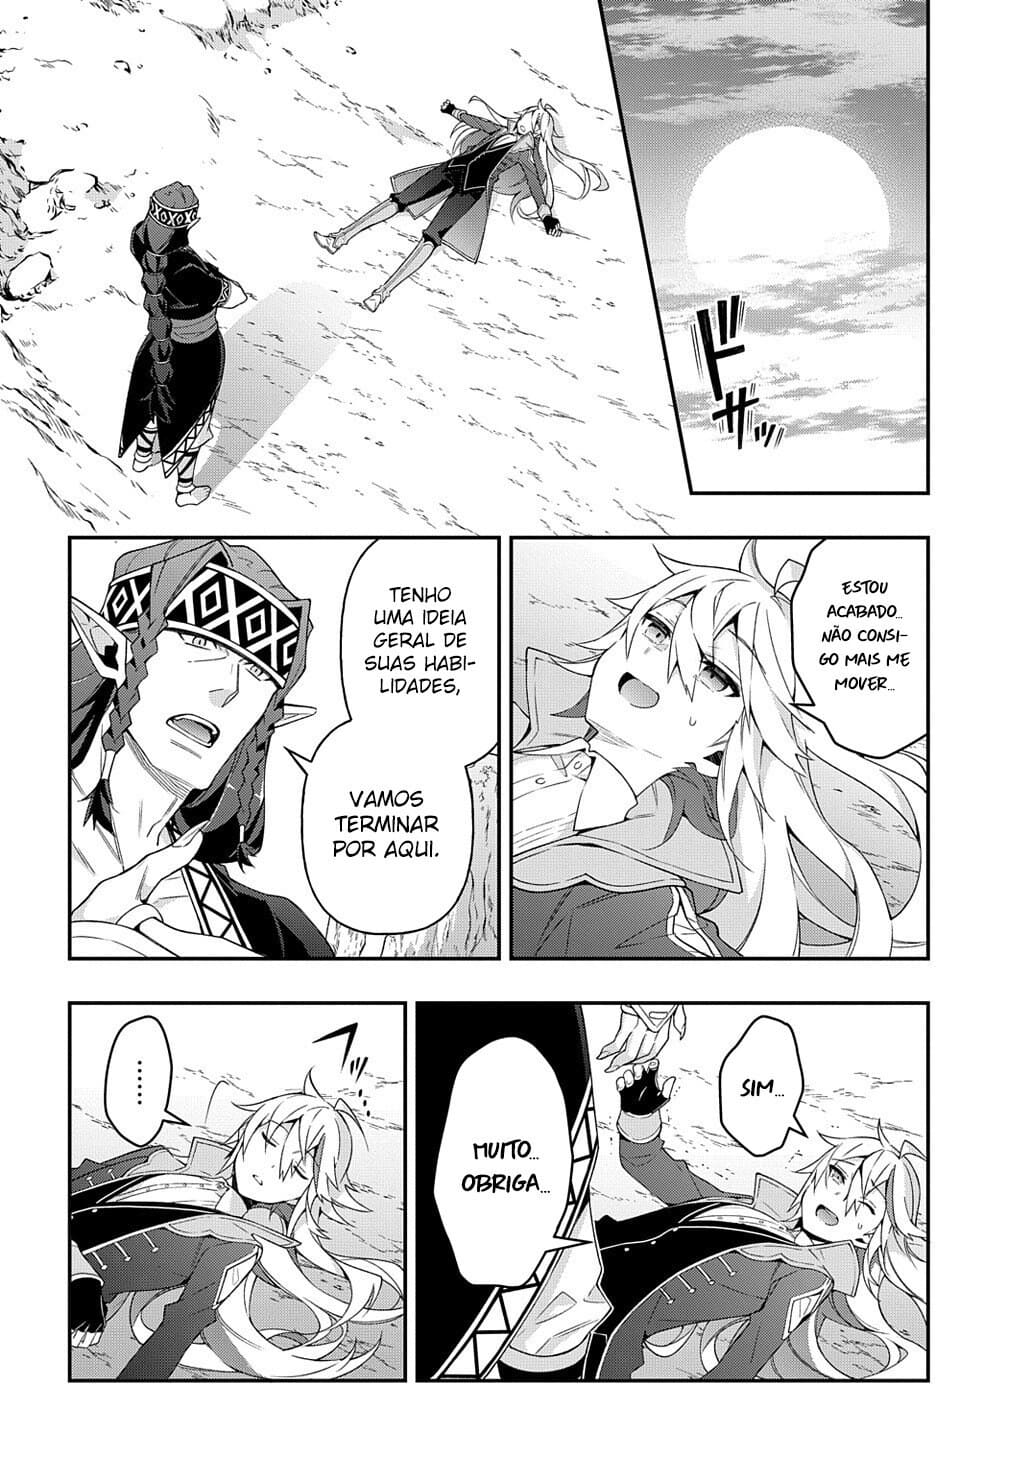 ドサッ
ESTOU
ACABADO...
NÃO CONSI-
GO MAIS ME
MOVER...
TENHO
UMA IDEIA
GERAL DE
SUAS HABI-
LIDADES,
VAMOS
TERMINAR
POR AQUI.
SIM...
MUITO...
OBRIGA...
........